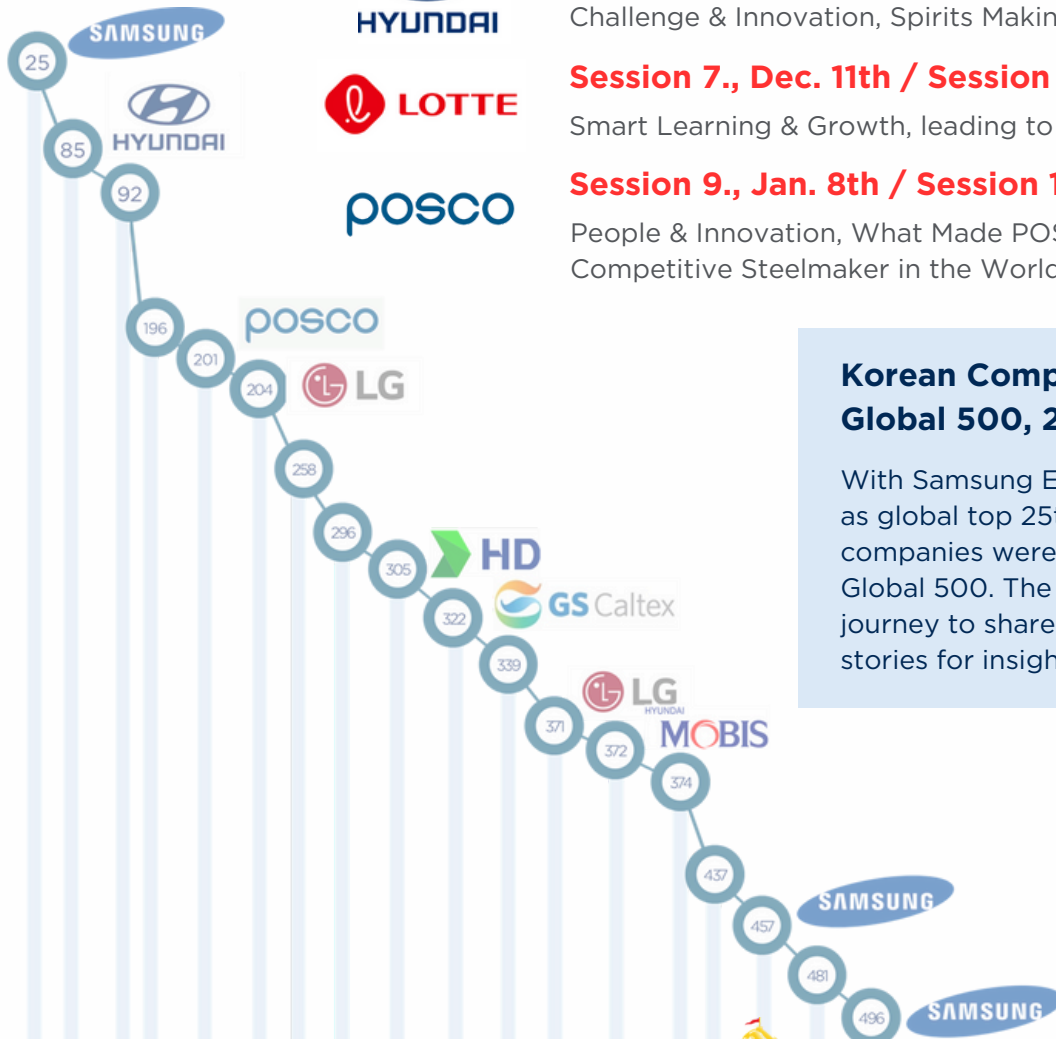 HYUNDAI
Challenge & Innovation, Spirits Makin
LOTTE
Session 7., Dec. 11th / Session
Smart Learning & Growth, leading to
posco
Session 9., Jan. 8th / Session 1
People & Innovation, What Made POS
Competitive Steelmaker in the World
Korean Comp
Global 500, 2
With Samsung E
as global top 25t
companies were
Global 500. The
journey to share
stories for insigh
25
SAMSUNG
85
HYUNDAI
92
196
posco
201
204
LG
258
296
305
HD
322
GS Caltex
339
371
LG
372
HYUNDAI
MOBIS
374
437
457
SAMSUNG
481
496
SAMSUNG